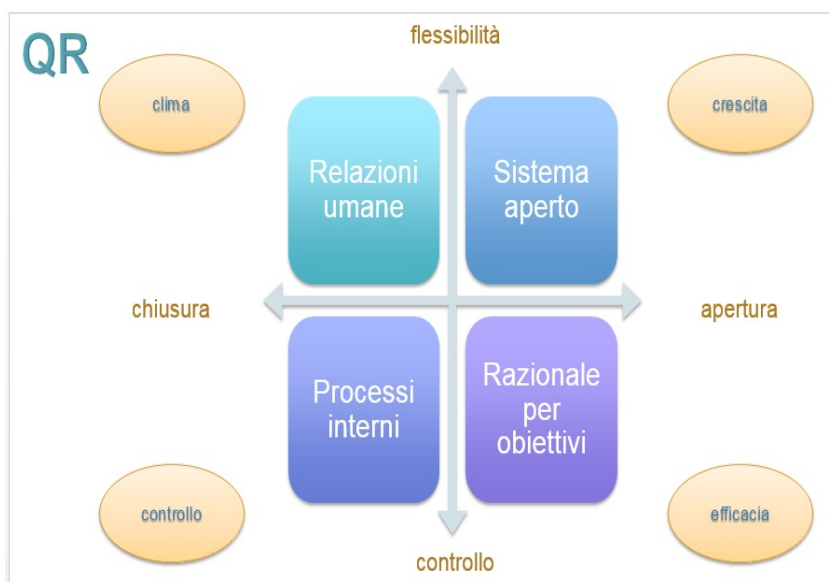 QR
flessibilità
clima
crescita
Relazioni
umane
Sistema
aperto
chiusura
apertura
Processi
interni
Razionale
per
obiettivi
controllo
efficacia
controllo